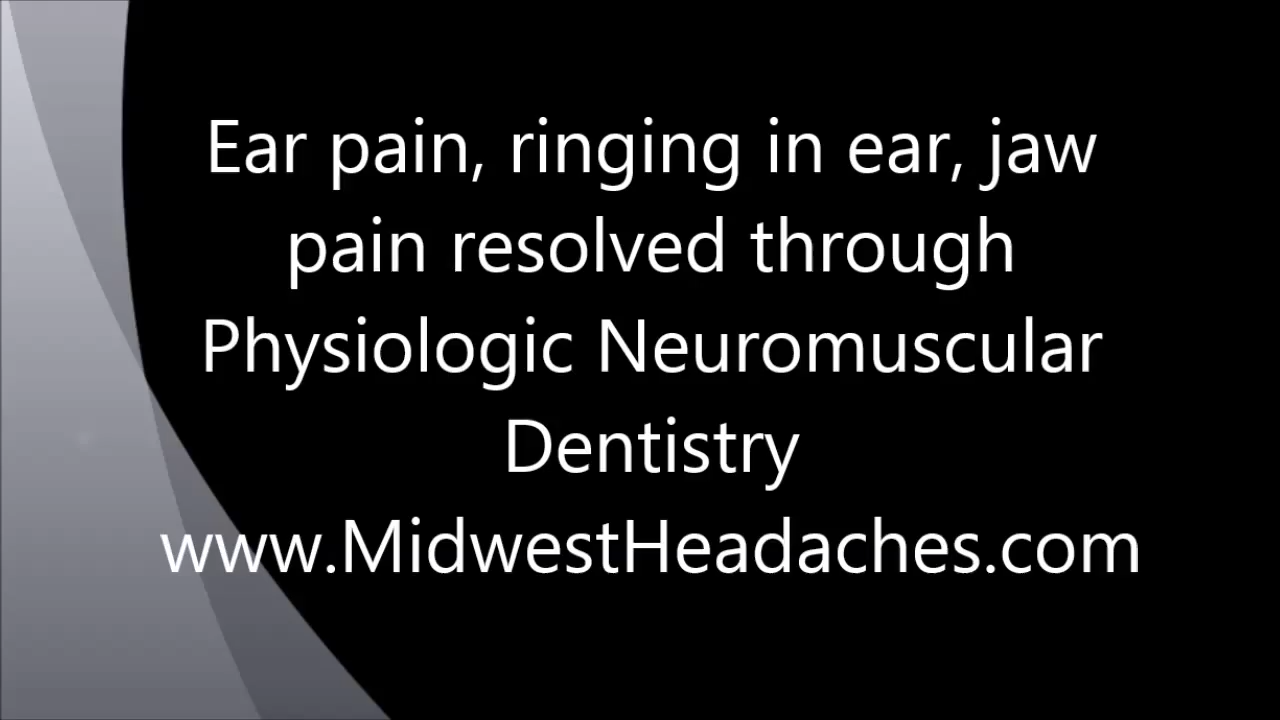 Ear pain, ringing in ear, jaw
pain resolved through
Physiologic Neuromuscular
Dentistry
www.MidwestHeadaches.com